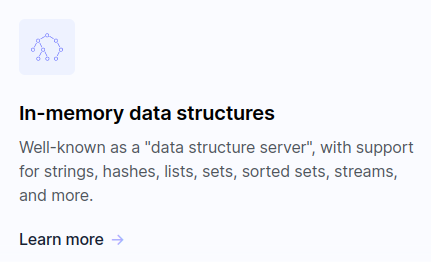 In-memory data structures
Well-known as a "data structure server", with support
for strings, hashes, lists, sets, sorted sets, streams,
and more.
Learn more →